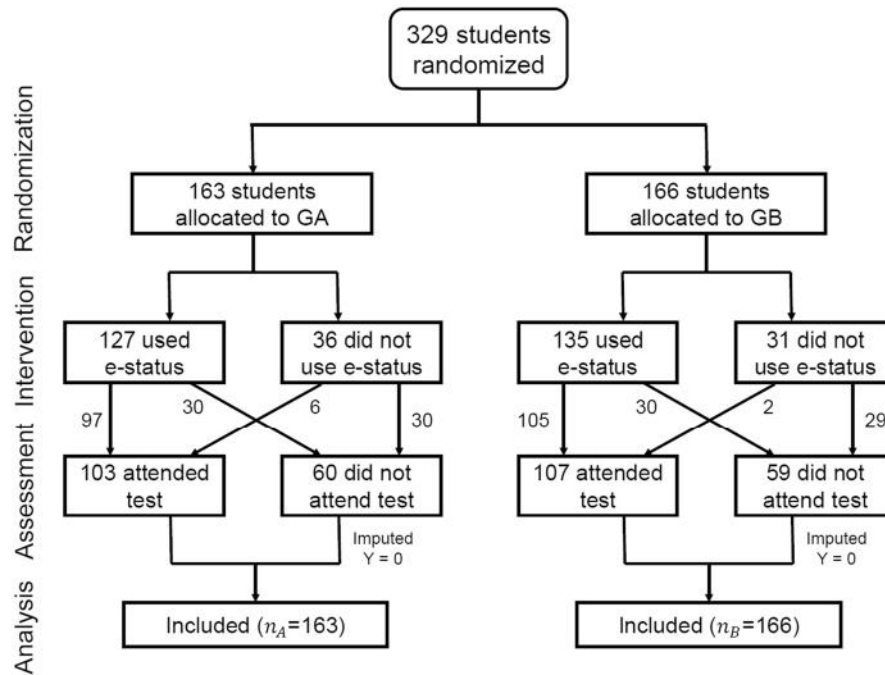 329 students
randomized
Randomization
163 students
allocated to GA
166 students
allocated to GB
Intervention
127 used
e-status
36 did not
use e-status
135 used
e-status
31 did not
use e-status
97
30
6
30
105
30
2
29
Assessment
103 attended
test
60 did not
attend test
107 attended
test
59 did not
attend test
Imputed
Y = 0
Imputed
Y = 0
Analysis
Included (n_A=163)
Included (n_B=166)